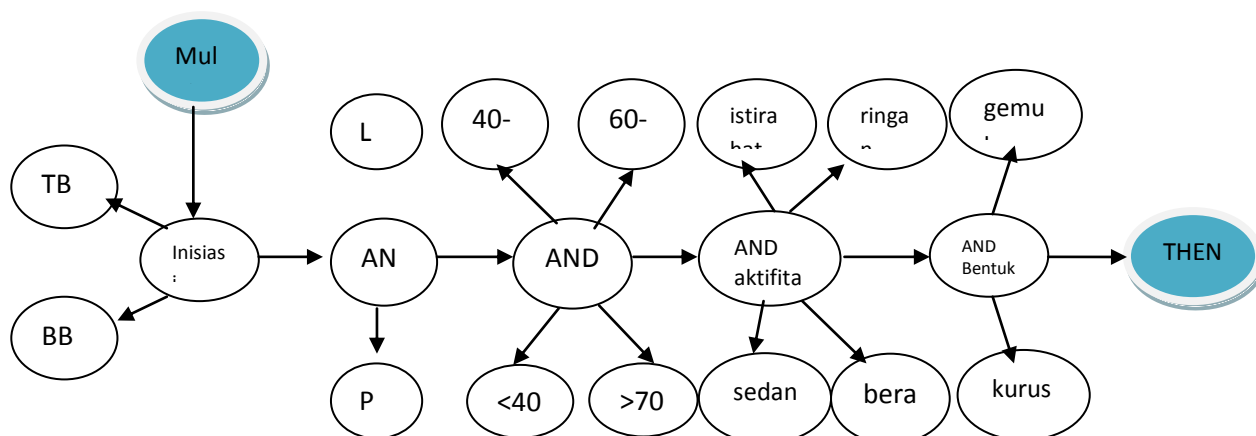 Mul
L
40-
60-
istira
ringa
gemu
TB
Inisias
AN
AND
AND
aktifita
AND
Bentuk
THEN
BB
P
<40
>70
sedan
bera
kurus